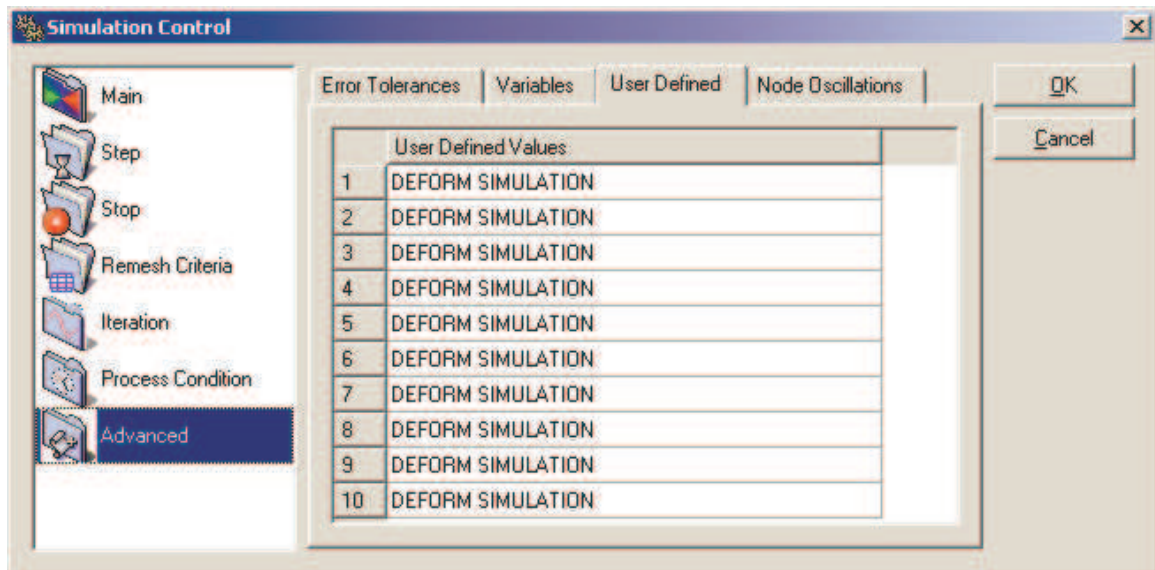 Simulation Control
Main
Step
Stop
Remesh Criteria
Iteration
Process Condition
Advanced
Error Tolerances Variables User Defined Node Oscillations
User Defined Values
1 DEFORM SIMULATION
2 DEFORM SIMULATION
3 DEFORM SIMULATION
4 DEFORM SIMULATION
5 DEFORM SIMULATION
6 DEFORM SIMULATION
7 DEFORM SIMULATION
8 DEFORM SIMULATION
9 DEFORM SIMULATION
10 DEFORM SIMULATION
OK
Cancel